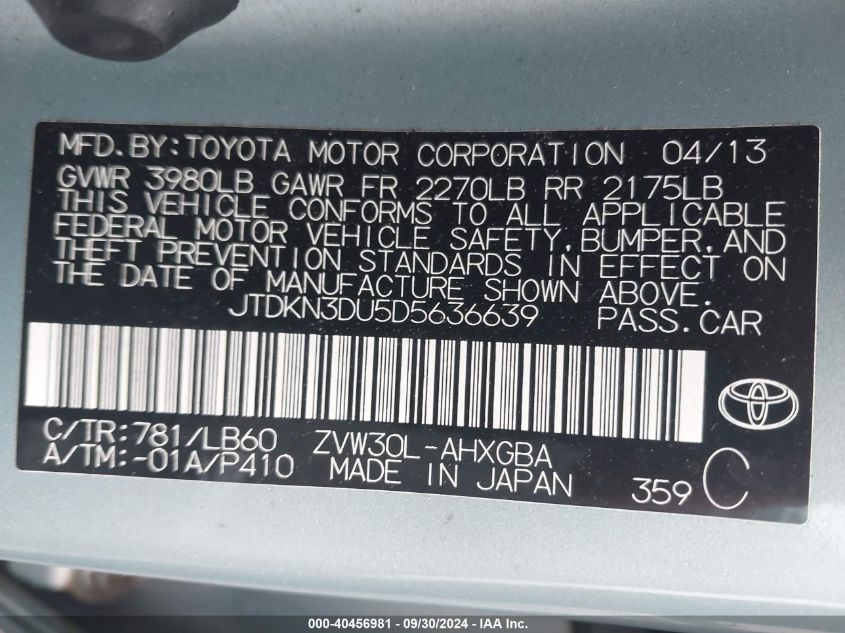 MFD. BY: TOYOTA MOTOR CORPORATION 04/13
GVWR 3980LB GAWR FR 2270LB RR 2175LB
THIS VEHICLE CONFORMS TO ALL APPLICABLE
FEDERAL MOTOR VEHICLE SAFETY, BUMPER, AND
THEFT PREVENTION STANDARDS IN EFFECT ON
THE DATE OF MANUFACTURE SHOWN ABOVE.
JTDKN3DU5D5636639 PASS. CAR
C/TR: 781/LB60 ZVW30L-AHXGBA
A/TM: -01A/P410 MADE IN JAPAN 359 C
000-40456981 / 09/30/2024 - IAA Inc.